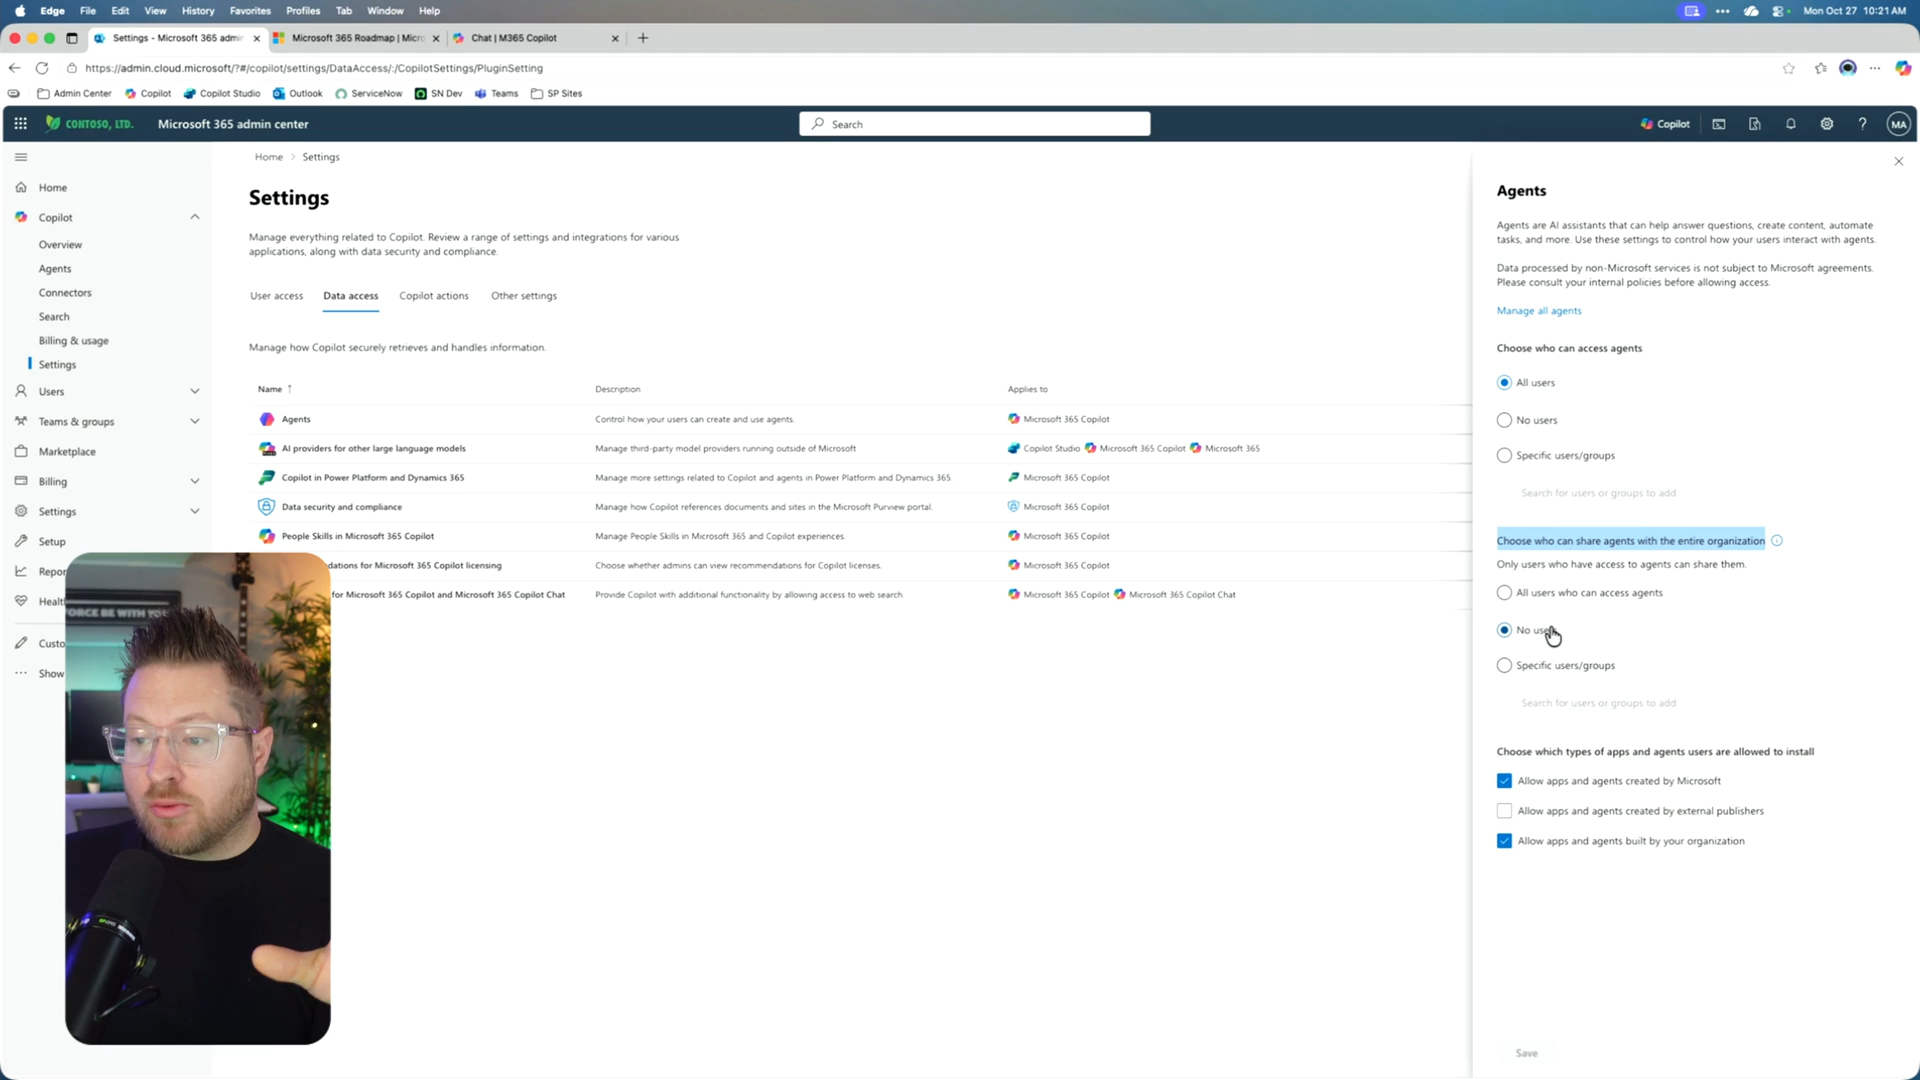 Edge File Edit View History Favorites Profiles Tab Window Help
Mon Oct 27 10:21 AM
Settings - Microsoft 365 admin
Microsoft 365 Roadmap | Micro
Chat | M365 Copilot
https://admin.cloud.microsoft/?#/copilot/settings/DataAccess/:/CopilotSettings/PluginSetting
Admin Center Copilot Copilot Studio Outlook ServiceNow SN Dev Teams SP Sites
CONTOSO, LTD. Microsoft 365 admin center
Search
Copilot
MA
Home
Copilot
Overview
Agents
Connectors
Search
Billing & usage
Settings
Users
Teams & groups
Marketplace
Billing
Settings
Setup
Repor
Healt
Custo
Show
Home > Settings
Settings
Manage everything related to Copilot. Review a range of settings and integrations for various
applications, along with data security and compliance.
User access Data access Copilot actions Other settings
Manage how Copilot securely retrieves and handles information.
Name ↑ Description Applies to
Agents Control how your users can create and use agents. Microsoft 365 Copilot
AI providers for other large language models Manage third-party model providers running outside of Microsoft Copilot Studio Microsoft 365 Copilot Microsoft 365
Copilot in Power Platform and Dynamics 365 Manage more settings related to Copilot and agents in Power Platform and Dynamics 365. Microsoft 365 Copilot
Data security and compliance Manage how Copilot references documents and sites in the Microsoft Purview portal. Microsoft 365 Copilot
People Skills in Microsoft 365 Copilot Manage People Skills in Microsoft 365 and Copilot experiences. Microsoft 365 Copilot
dations for Microsoft 365 Copilot licensing Choose whether admins can view recommendations for Copilot licenses. Microsoft 365 Copilot
for Microsoft 365 Copilot and Microsoft 365 Copilot Chat Provide Copilot with additional functionality by allowing access to web search. Microsoft 365 Copilot Microsoft 365 Copilot Chat
FORCE BE WITH YOU
Agents
Agents are AI assistants that can help answer questions, create content, automate
tasks, and more. Use these settings to control how your users interact with agents.
Data processed by non-Microsoft services is not subject to Microsoft agreements.
Please consult your internal policies before allowing access.
Manage all agents
Choose who can access agents
All users
No users
Specific users/groups
Search for users or groups to add
Choose who can share agents with the entire organization
Only users who have access to agents can share them.
All users who can access agents
No users
Specific users/groups
Search for users or groups to add
Choose which types of apps and agents users are allowed to install
Allow apps and agents created by Microsoft
Allow apps and agents created by external publishers
Allow apps and agents built by your organization
Save